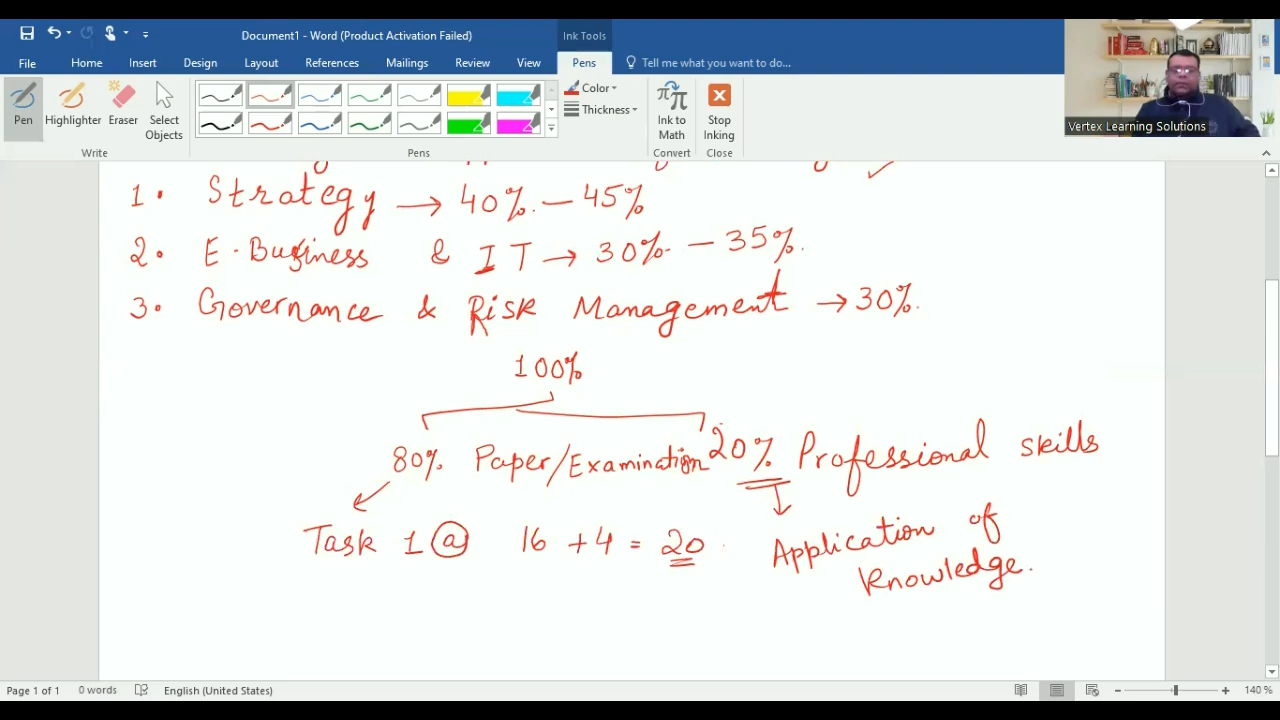 Document1 - Word (Product Activation Failed)
Ink Tools
File
Home
Insert
Design
Layout
References
Mailings
Review
View
Pens
Tell me what you want to do...
Pen
Highlighter
Eraser
Select Objects
Color
Thickness
Ink to Math
Stop Inking
Write
Pens
Convert
Close
Vertex Learning Solutions
1. Strategy → 40% - 45%
2. E-Business & IT → 30% - 35%.
3. Governance & Risk Management → 30%.
100%
80% Paper/Examination 20% Professional skills
Task 1 @ 16 + 4 = 20
Application of
knowledge.
Page 1 of 1
0 words
English (United States)
140 %